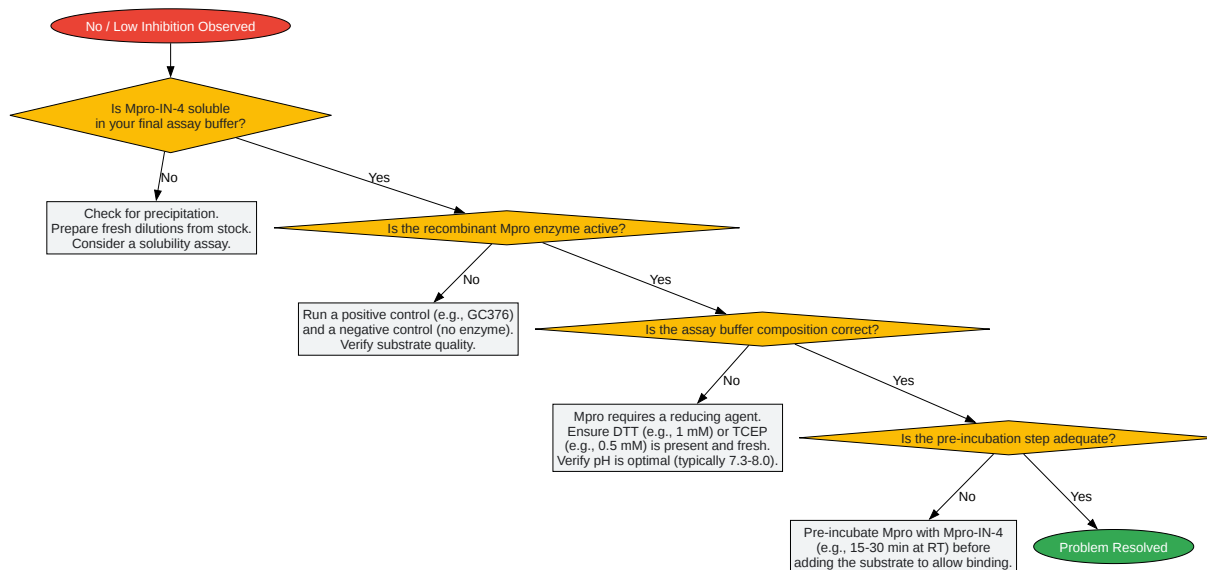 No / Low Inhibition Observed
Is Mpro-IN-4 soluble
in your final assay buffer?
No
Yes
Check for precipitation.
Prepare fresh dilutions from stock.
Consider a solubility assay.
Is the recombinant Mpro enzyme active?
No
Yes
Run a positive control (e.g., GC376)
and a negative control (no enzyme).
Verify substrate quality.
Is the assay buffer composition correct?
No
Yes
Mpro requires a reducing agent.
Ensure DTT (e.g., 1 mM) or TCEP
(e.g., 0.5 mM) is present and fresh.
Verify pH is optimal (typically 7.3-8.0).
Is the pre-incubation step adequate?
No
Yes
Pre-incubate Mpro with Mpro-IN-4
(e.g., 15-30 min at RT) before
adding the substrate to allow binding.
Problem Resolved